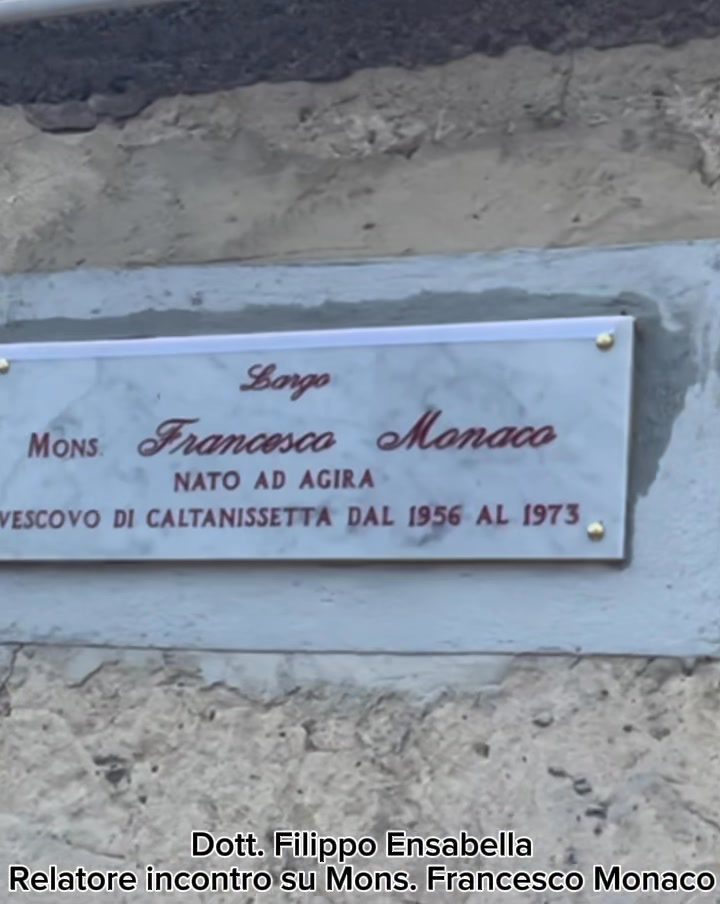 Largo
MONS. Francesco Monaco
NATO AD AGIRA
VESCOVO DI CALTANISSETTA DAL 1956 AL 1973
Dott. Filippo Ensabella
Relatore incontro su Mons. Francesco Monaco